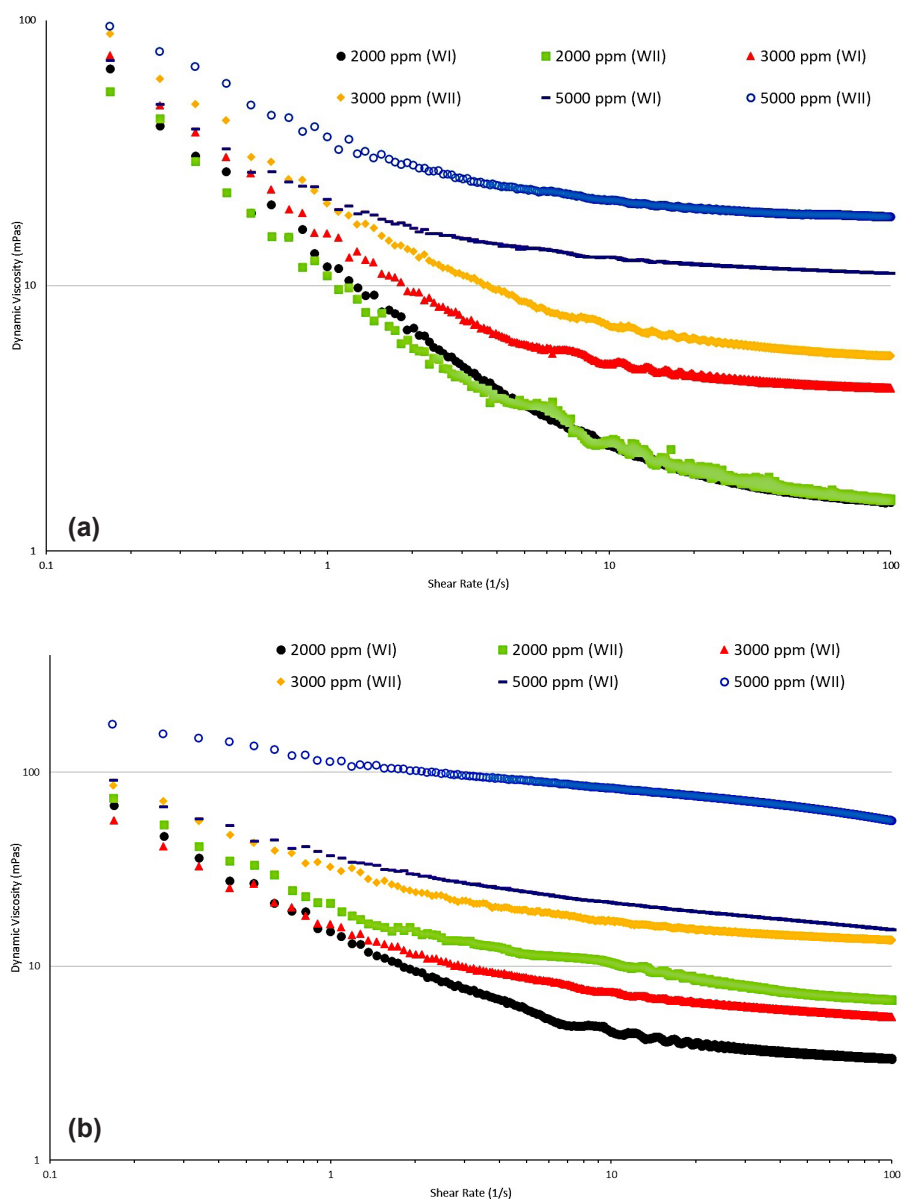 100
2000 ppm (WI) 2000 ppm (WII) 3000 ppm (WI)
3000 ppm (WII) 5000 ppm (WI) 5000 ppm (WII)
Dynamic Viscosity (mPas)
10
(a)
1
0.1 1 10 100
Shear Rate (1/s)
2000 ppm (WI) 2000 ppm (WII) 3000 ppm (WI)
3000 ppm (WII) 5000 ppm (WI) 5000 ppm (WII)
100
Dynamic Viscosity (mPas)
10
(b)
1
0.1 1 10 100
Shear Rate (1/s)